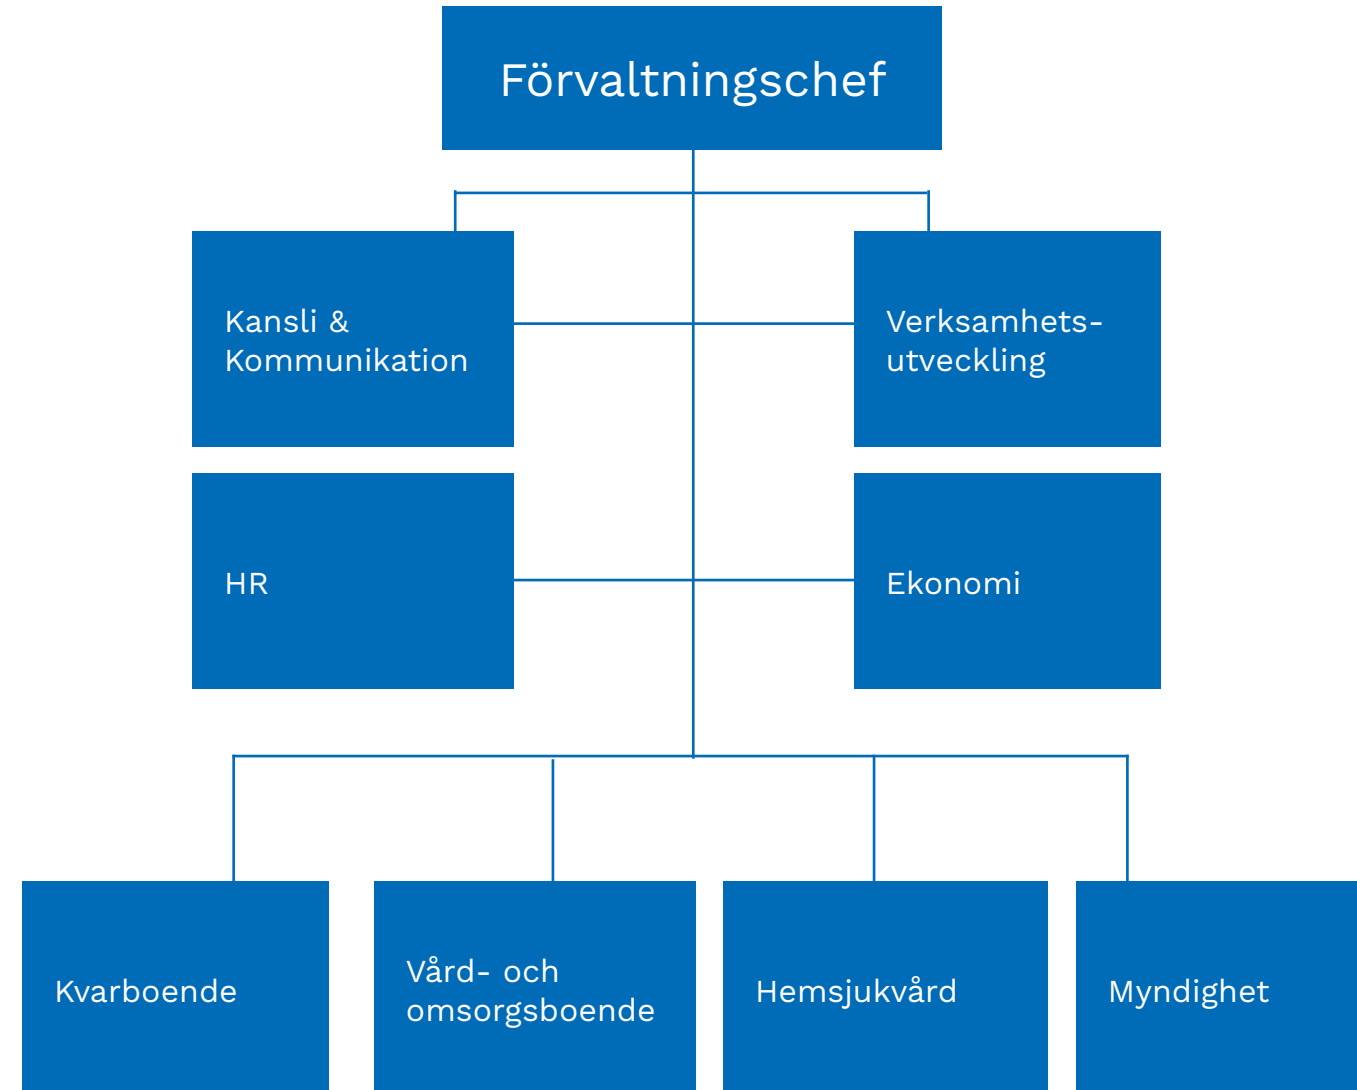 Förvaltningschef
Kansli &
Kommunikation
Verksamhets-
utveckling
HR
Ekonomi
Kvarboende
Vård- och
omsorgsboende
Hemsjukvård
Myndighet